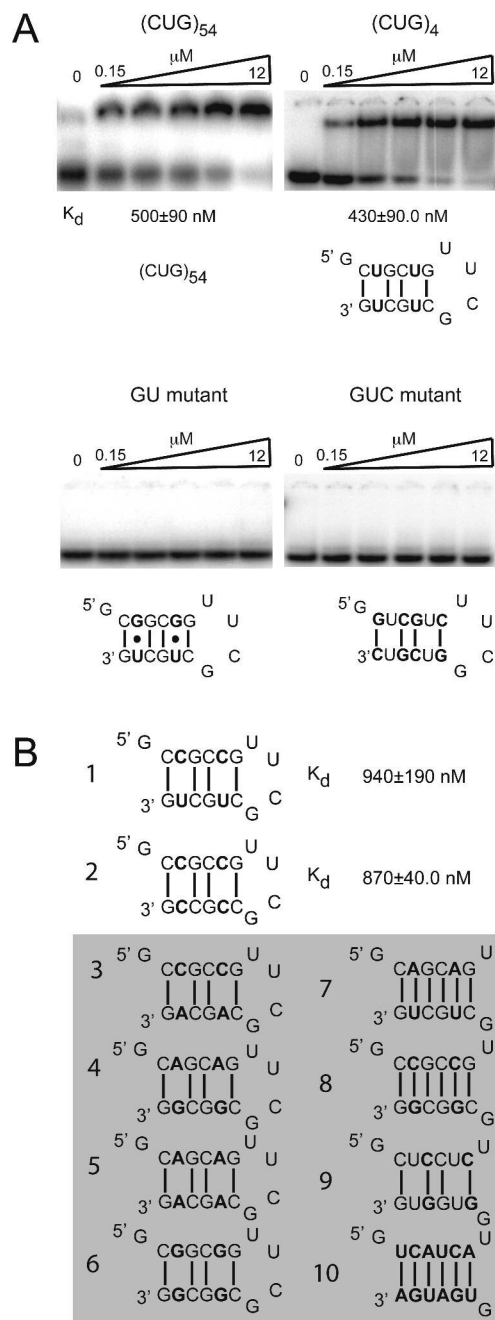 A
(CUG)54 (CUG)4
0 0.15 μM 12 0 0.15 μM 12
Kd 500±90 nM 430±90.0 nM
(CUG)54
5' G CUGCUG U U
3' GUCGUC G C
GU mutant GUC mutant
0 0.15 μM 12 0 0.15 μM 12
5' G CGGCGG U U
3' GUCGUC G C
5' G GUCGUC U U
3' CUGCUG G C
B
1 5' G CCGCCG U U
3' GUCGUC G C
Kd 940±190 nM
2 5' G CCGCCG U U
3' GCCGCC G C
Kd 870±40.0 nM
3 5' G CCGCCG U U
3' GACGAC G C
4 5' G CAGCAG U U
3' GGCGGC G C
5 5' G CAGCAG U U
3' GACGAC G C
6 5' G CGGCGG U U
3' GGCGGC G C
7 5' G CAGCAG U
3' GUCGUC G
8 5' G CCGCCG U
3' GGCGGC G
9 5' G CUCCUC U
3' GUGGUG G
10 5' G UCAUCA U
3' AGUAGU G